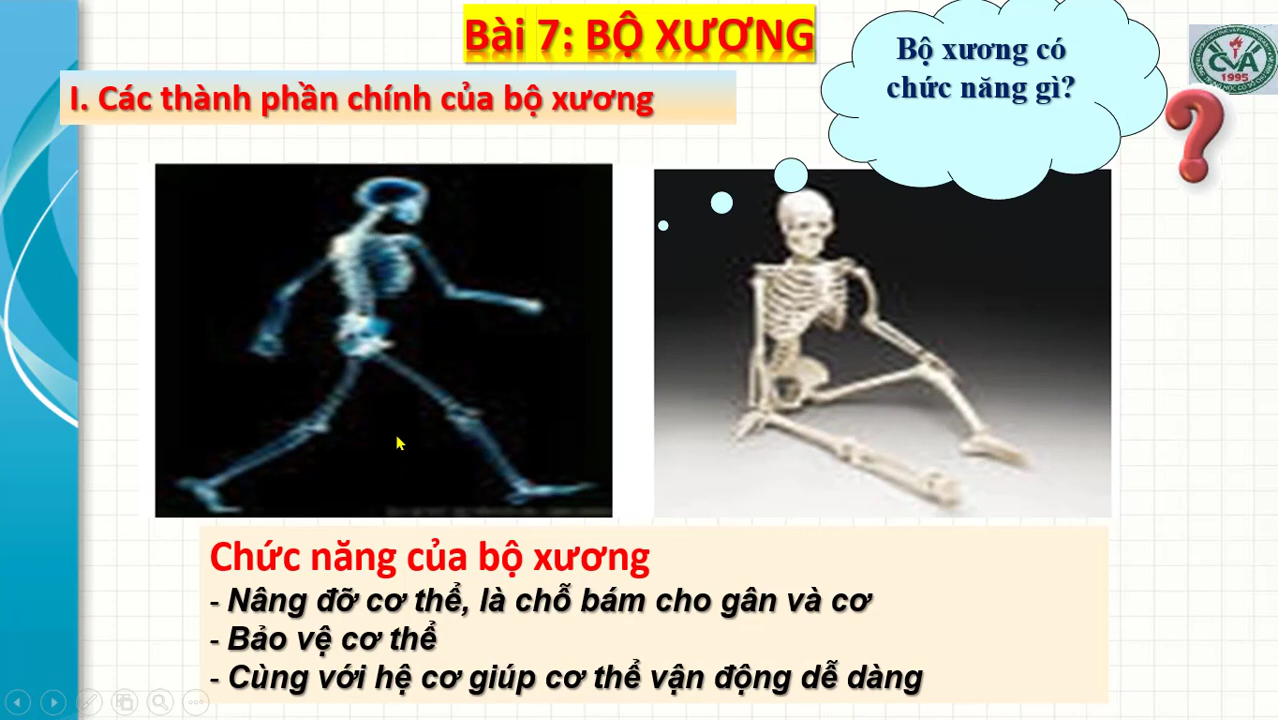 Bài 7: BỘ XƯƠNG
Bộ xương có
chức năng gì?
I. Các thành phần chính của bộ xương
CVA
1995
Chức năng của bộ xương
- Nâng đỡ cơ thể, là chỗ bám cho gân và cơ
- Bảo vệ cơ thể
- Cùng với hệ cơ giúp cơ thể vận động dễ dàng